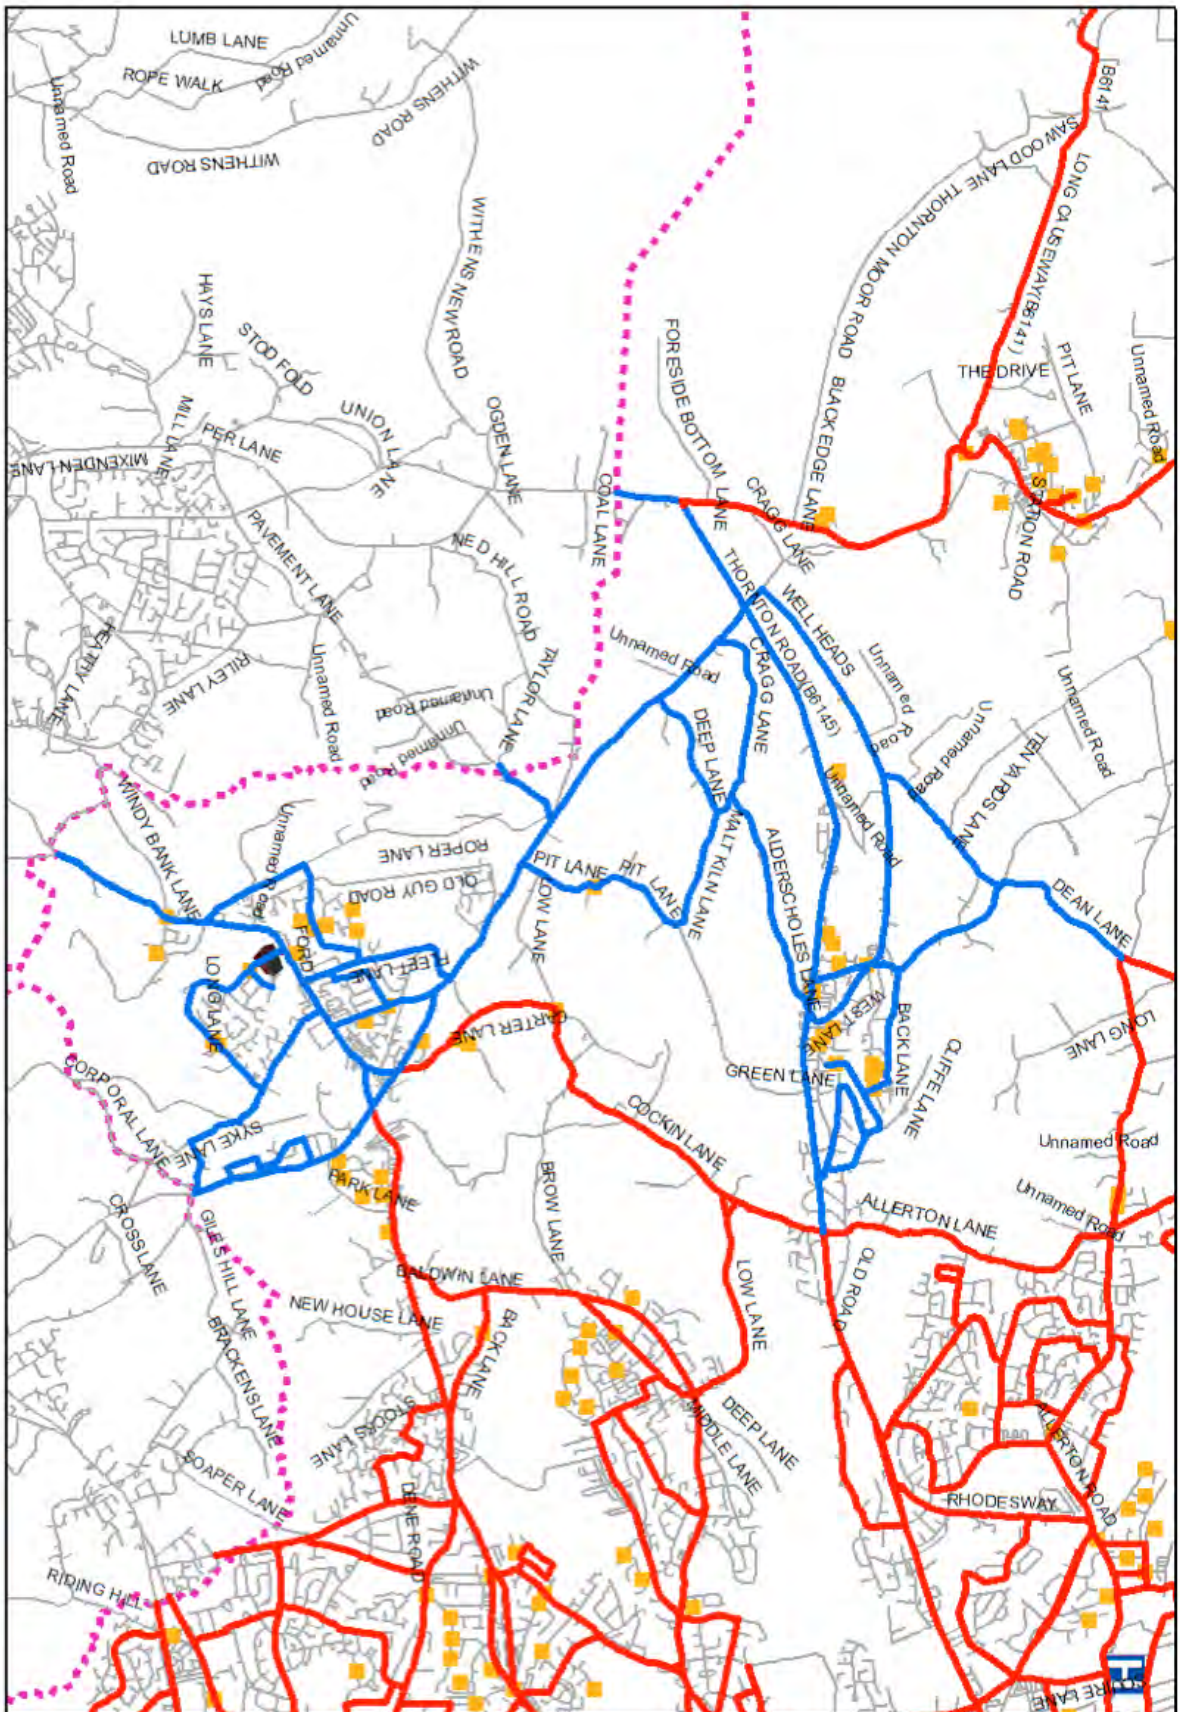 LUMB LANE
Unnamed Road
ROPE WALK
WITHENS ROAD
B6141
Unnamed Road
WITHENS ROAD
SAWOOD LANE
THORNTON MOOR ROAD
LONG CAUSEWAY(B6141)
WITHENS NEW ROAD
HAYS LANE
STOD FOLD
FORESIDE BOTTOM LANE
THE DRIVE
PIT LANE
Unnamed Road
BLACK EDGE LANE
MILL LANE
PER LANE
UNION LANE
OGDEN LANE
MIXENDEN LANE
COAL LANE
CRAGG LANE
STATION ROAD
PAVEMENT LANE
NED HILL ROAD
THORNTON ROAD(B6145)
WELL HEADS
HEATHY LANE
RILEY LANE
Unnamed Road
TAYLOR LANE
Unnamed Road
CRAGG LANE
Unnamed Road
Unnamed Road
Unnamed Road
Unnamed Road
DEEP LANE
Unnamed Road
TEN YARDS LANE
Unnamed Road
WINDY BANK LANE
Unnamed Road
ROPER LANE
OLD GUY ROAD
PIT LANE
PIT LANE
MALT KILN LANE
ALDERSCHOLES LANE
DEAN LANE
LOW LANE
FORD
FLEET LANE
LONG LANE
WEST LANE
BACK LANE
LONG LANE
CARTER LANE
GREEN LANE
CLIFFE LANE
CORPORAL LANE
SYKE LANE
COCKIN LANE
Unnamed Road
CROSS LANE
PARK LANE
BROW LANE
ALLERTON LANE
Unnamed Road
GILES HILL LANE
BALDWIN LANE
LOW LANE
OLD ROAD
NEW HOUSE LANE
BACK LANE
BRACKENS LANE
STOCKS LANE
MIDDLE LANE
DEEP LANE
ALLERTON ROAD
SOAPER LANE
DENE ROAD
RHODESWAY
RIDING HILL
H
SQUIRE LANE